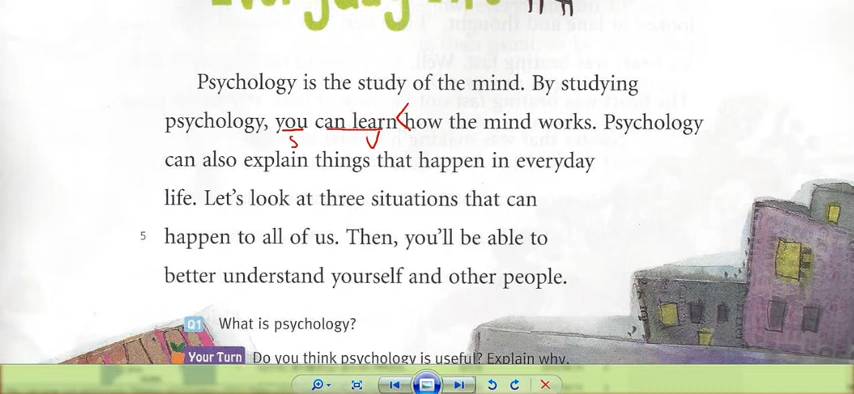 Psychology is the study of the mind. By studying
psychology, you can learn how the mind works. Psychology
S V
can also explain things that happen in everyday
life. Let's look at three situations that can
5 happen to all of us. Then, you'll be able to
better understand yourself and other people.
Q1 What is psychology?
Your Turn Do you think psychology is useful? Explain why.